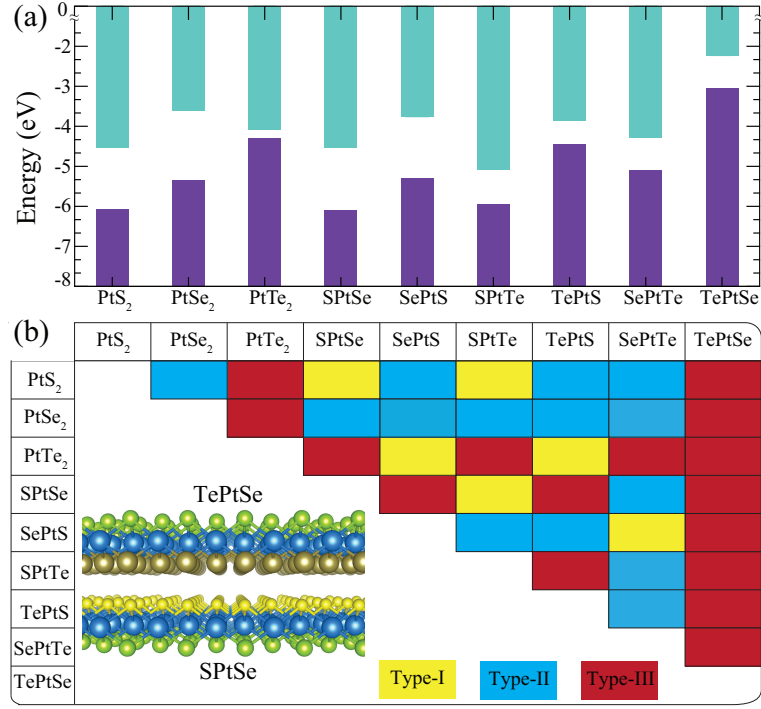 (a)
Energy (eV)
0
-2
-3
-4
-5
-6
-7
-8
PtS₂ PtSe₂ PtTe₂ SPtSe SePtS SPtTe TePtS SePtTe TePtSe
(b)
PtS₂ PtSe₂ PtTe₂ SPtSe SePtS SPtTe TePtS SePtTe TePtSe
PtS₂
PtSe₂
PtTe₂
SPtSe
SePtS
SPtTe
TePtS
SePtTe
TePtSe
TePtSe
SPtSe
Type-I Type-II Type-III